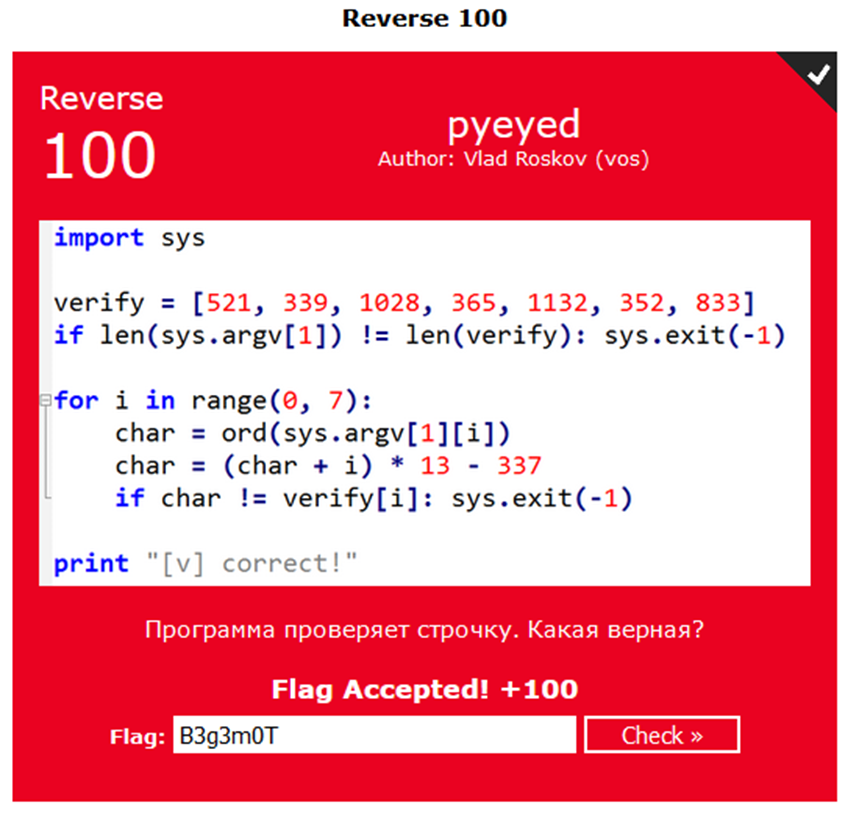 Reverse 100
Reverse
100
pyeyed
Author: Vlad Roskov (vos)
import sys
verify = [521, 339, 1028, 365, 1132, 352, 833]
if len(sys.argv[1]) != len(verify): sys.exit(-1)
for i in range(0, 7):
    char = ord(sys.argv[1][i])
    char = (char + i) * 13 - 337
    if char != verify[i]: sys.exit(-1)
print "[v] correct!"
Программа проверяет строчку. Какая верная?
Flag Accepted! +100
Flag: B3g3m0T Check »